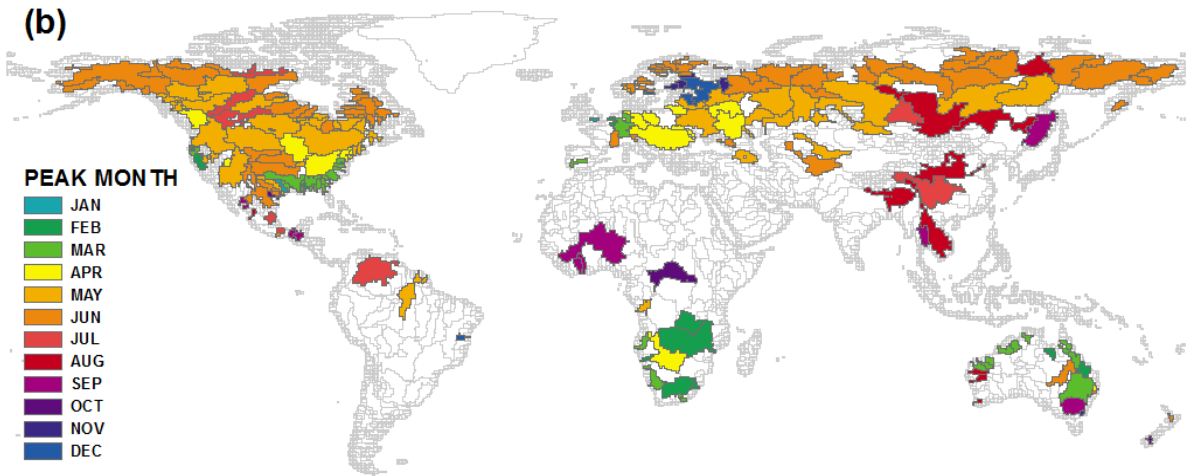 (b)
PEAK MONTH
JAN
FEB
MAR
APR
MAY
JUN
JUL
AUG
SEP
OCT
NOV
DEC